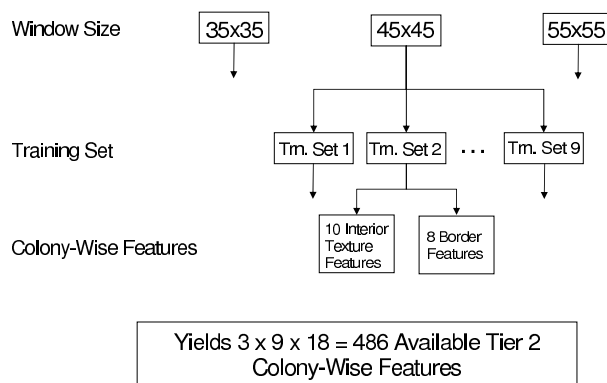 Window Size
35x35
45x45
55x55
Training Set
Trn. Set 1
Trn. Set 2
...
Trn. Set 9
Colony-Wise Features
10 Interior
Texture
Features
8 Border
Features
Yields 3 x 9 x 18 = 486 Available Tier 2
Colony-Wise Features